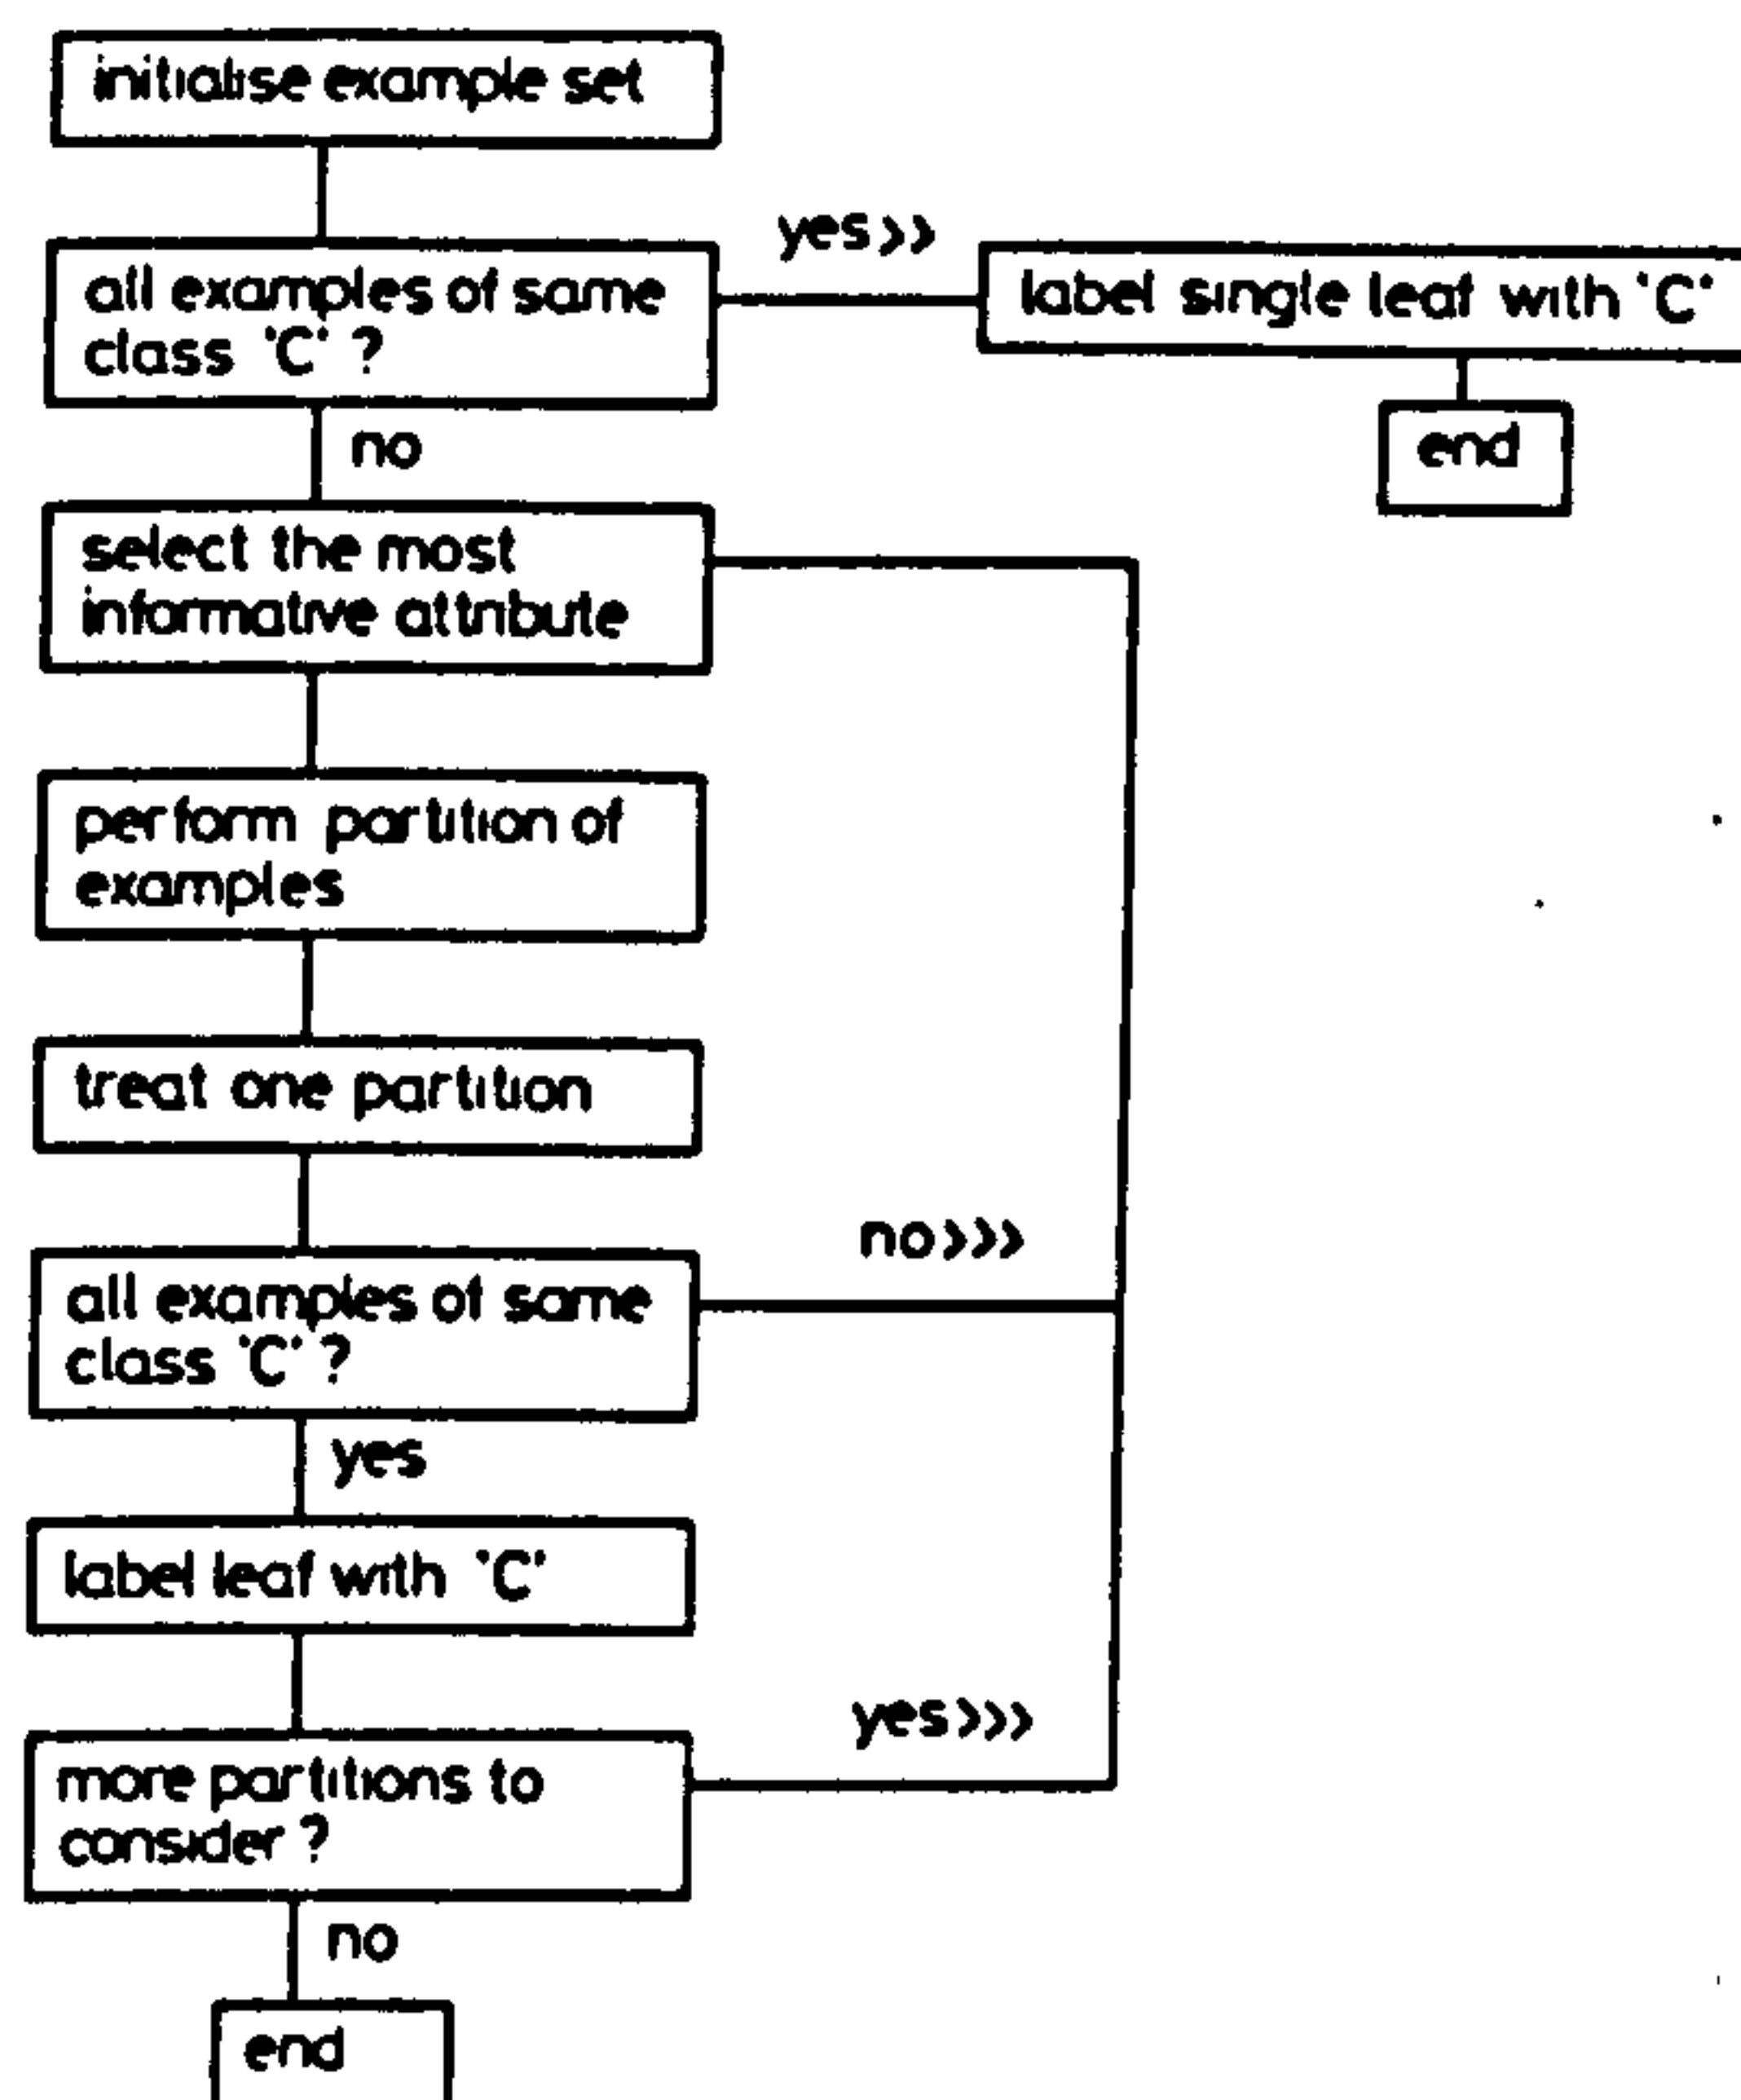 initialise example set
yes>>
all examples of same
class 'C' ?
label single leaf with 'C'
no
end
select the most
informative attribute
perform partition of
examples
treat one partition
no>>>
all examples of same
class 'C' ?
yes
label leaf with 'C'
yes>>>
more partitions to
consider ?
no
end